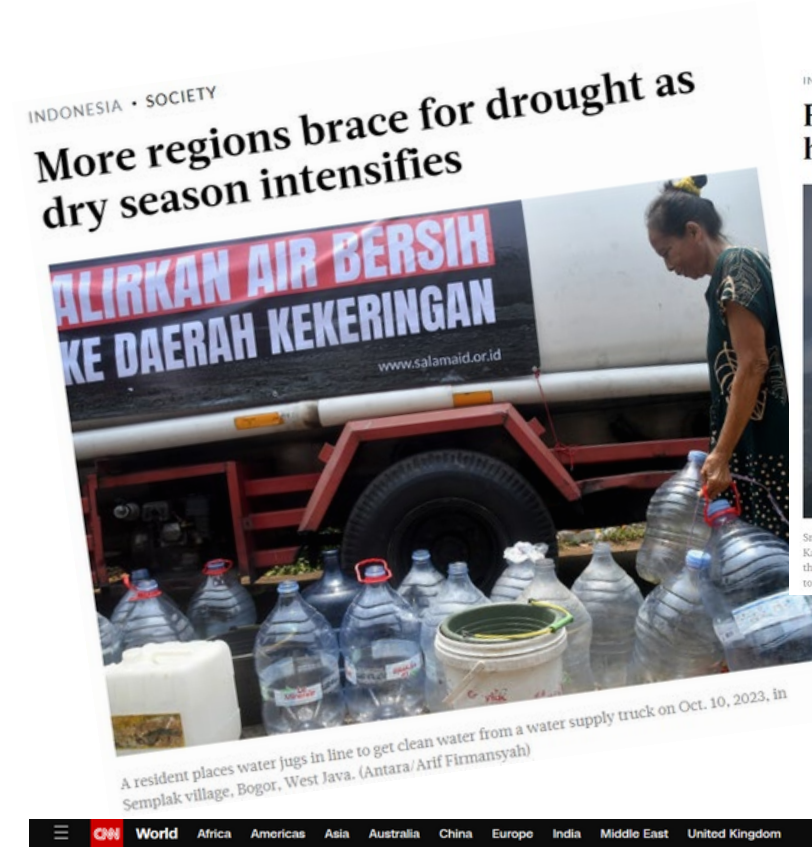 INDONESIA • SOCIETY
More regions brace for drought as
dry season intensifies
ALIRKAN AIR BERSIH
KE DAERAH KEKERINGAN
www.salamaid.or.id
A resident places water jugs in line to get clean water from a water supply truck on Oct. 10, 2023, in
Semplak village, Bogor, West Java. (Antara/Arif Firmansyah)
CNN World Africa Americas Asia Australia China Europe India Middle East United Kingdom